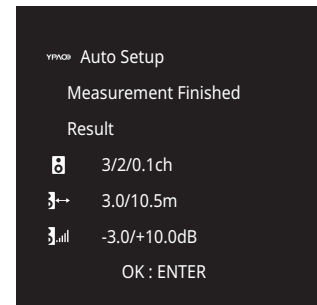 YPAO Auto Setup
Measurement Finished
Result
3/2/0.1ch
3.0/10.5m
-3.0/+10.0dB
OK : ENTER